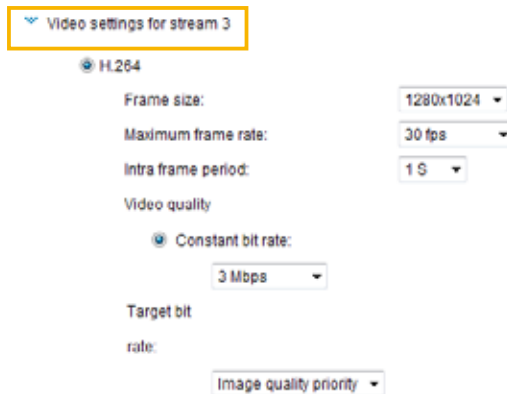 Video settings for stream 3
H.264
Frame size: 1280x1024
Maximum frame rate: 30 fps
Intra frame period: 1 S
Video quality
Constant bit rate:
3 Mbps
Target bit
rate:
Image quality priority